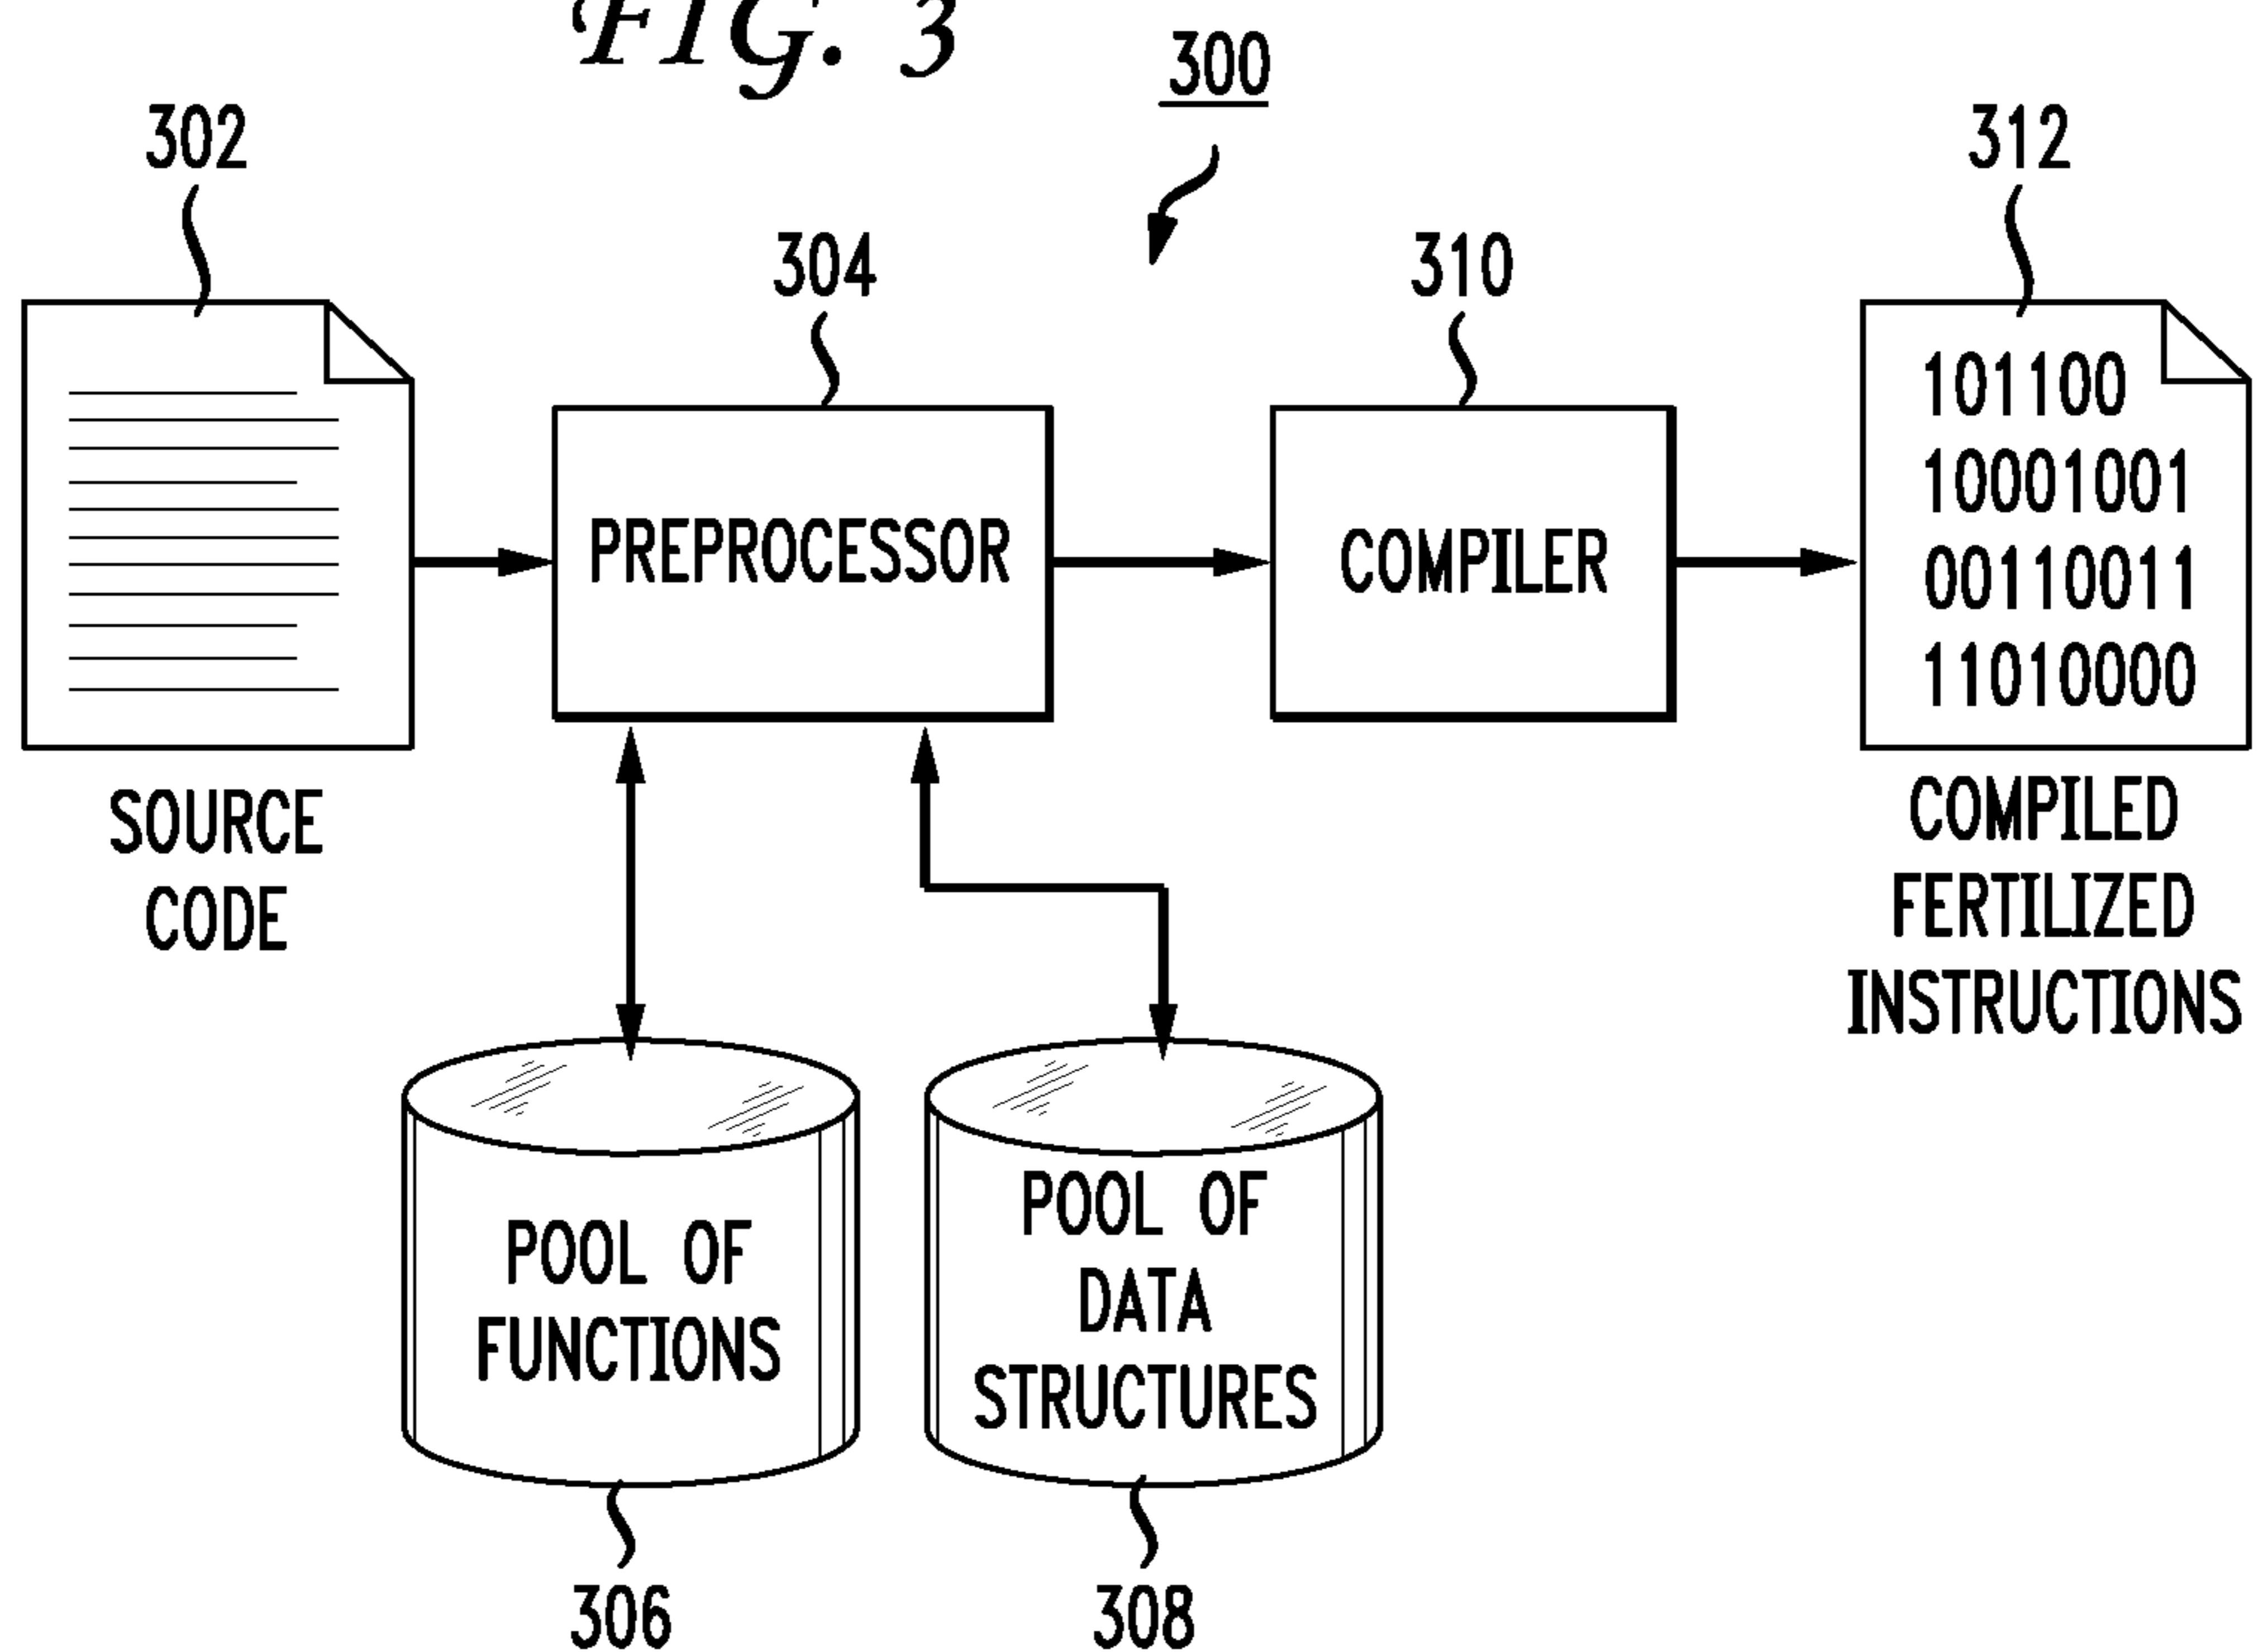 FIG. 3
300
302
312
304
310
101100
10001001
00110011
11010000
PREPROCESSOR
COMPILER
SOURCE
CODE
COMPILED
FERTILIZED
INSTRUCTIONS
POOL OF
FUNCTIONS
POOL OF
DATA
STRUCTURES
306
308